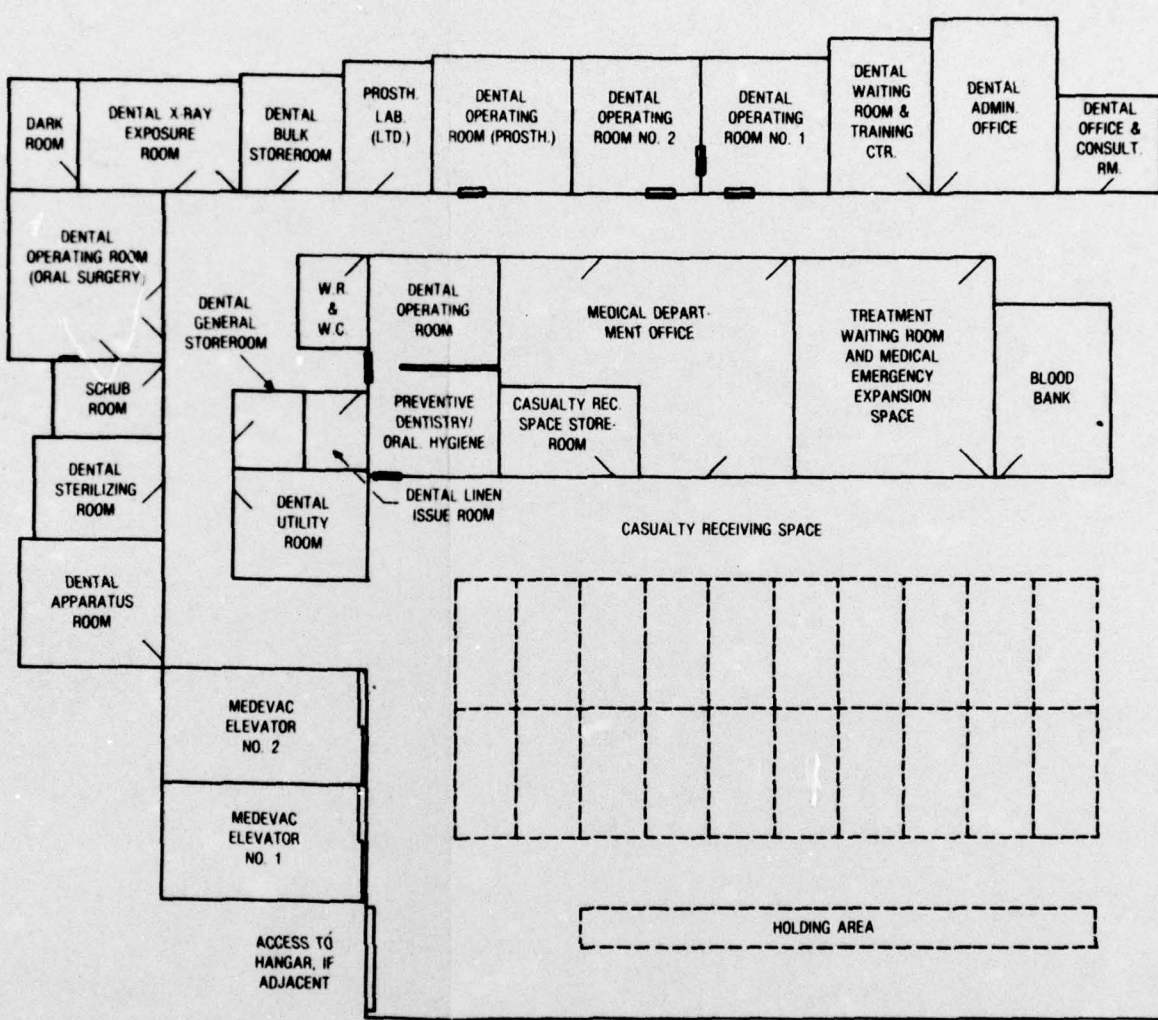 DARK
ROOM
DENTAL X-RAY
EXPOSURE
ROOM
DENTAL
BULK
STOREROOM
PROSTH.
LAB.
(LTD.)
DENTAL
OPERATING
ROOM (PROSTH.)
DENTAL
OPERATING
ROOM NO. 2
DENTAL
OPERATING
ROOM NO. 1
DENTAL
WAITING
ROOM &
TRAINING
CTR.
DENTAL
ADMIN.
OFFICE
DENTAL
OFFICE &
CONSULT.
RM.
DENTAL
OPERATING ROOM
(ORAL SURGERY)
DENTAL
GENERAL
STOREROOM
W.R.
&
W.C.
DENTAL
OPERATING
ROOM
MEDICAL DEPART-
MENT OFFICE
TREATMENT
WAITING ROOM
AND MEDICAL
EMERGENCY
EXPANSION
SPACE
BLOOD
BANK
SCRUB
ROOM
PREVENTIVE
DENTISTRY/
ORAL. HYGIENE
CASUALTY REC.
SPACE STORE-
ROOM
DENTAL
STERILIZING
ROOM
DENTAL
UTILITY
ROOM
DENTAL LINEN
ISSUE ROOM
CASUALTY RECEIVING SPACE
DENTAL
APPARATUS
ROOM
MEDEVAC
ELEVATOR
NO. 2
MEDEVAC
ELEVATOR
NO. 1
HOLDING AREA
ACCESS TO
HANGAR, IF
ADJACENT